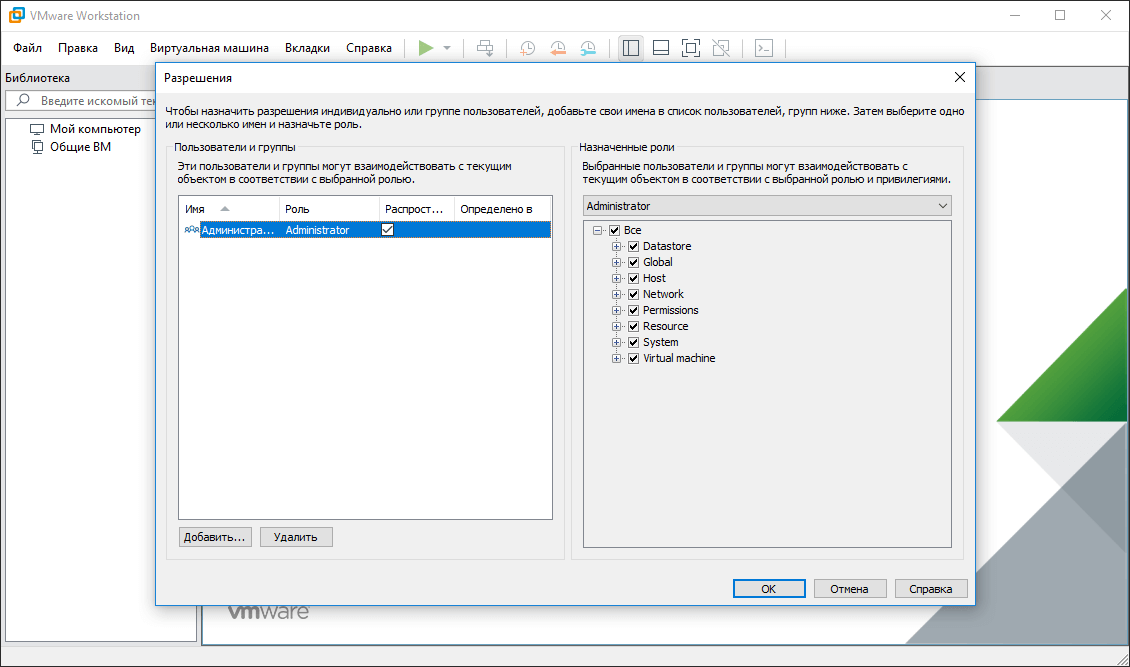 VMware Workstation
Файл Правка Вид Виртуальная машина Вкладки Справка
Библиотека
Введите искомый тек
Мой компьютер
Общие ВМ
Разрешения
Чтобы назначить разрешения индивидуально или группе пользователей, добавьте свои имена в список пользователей, групп ниже. Затем выберите одно
или несколько имен и назначьте роль.
Пользователи и группы
Эти пользователи и группы могут взаимодействовать с текущим
объектом в соответствии с выбранной ролью.
Имя Роль Распрост... Определено в
Администра... Administrator
Добавить... Удалить
Назначенные роли
Выбранные пользователи и группы могут взаимодействовать с
текущим объектом в соответствии с выбранной ролью и привилегиями.
Administrator
Все
Datastore
Global
Host
Network
Permissions
Resource
System
Virtual machine
OK Отмена Справка
vmware